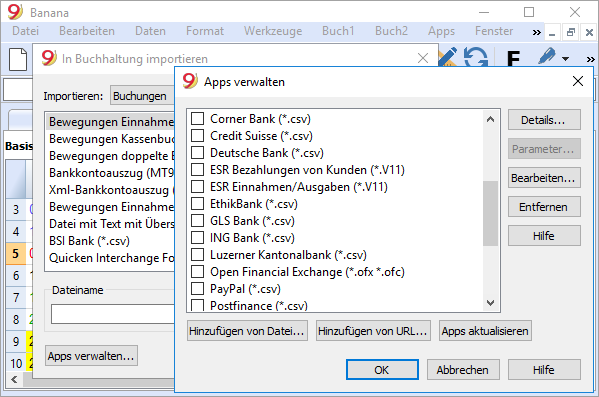 Banana
Datei Bearbeiten Daten Format Werkzeuge Buch1 Buch2 Apps Fenster »
In Buchhaltung importieren
F »
Apps verwalten
Importieren: Buchungen
Bewegungen Einnahme
Bewegungen Kassenbuc
Bewegungen doppelte B
Bankkontoauszug (MT9
Xml-Bankkontoauszug (
Bewegungen Einnahme
Datei mit Text mit Übers
BSI Bank (*.csv)
Quicken Interchange Fo
Corner Bank (*.csv)
Credit Suisse (*.csv)
Deutsche Bank (*.csv)
ESR Bezahlungen von Kunden (*.V11)
ESR Einnahmen/Ausgaben (*.V11)
EthikBank (*.csv)
GLS Bank (*.csv)
ING Bank (*.csv)
Luzerner Kantonalbank (*.csv)
Open Financial Exchange (*.ofx *.ofc)
PayPal (*.csv)
Postfinance (*.csv)
Details...
Parameter...
Bearbeiten...
Entfernen
Hilfe
Basis
3
4
5
6
7
8
9 2
10 2
Dateiname
Apps verwalten...
Hinzufügen von Datei... Hinzufügen von URL... Apps aktualisieren
OK Abbrechen Hilfe